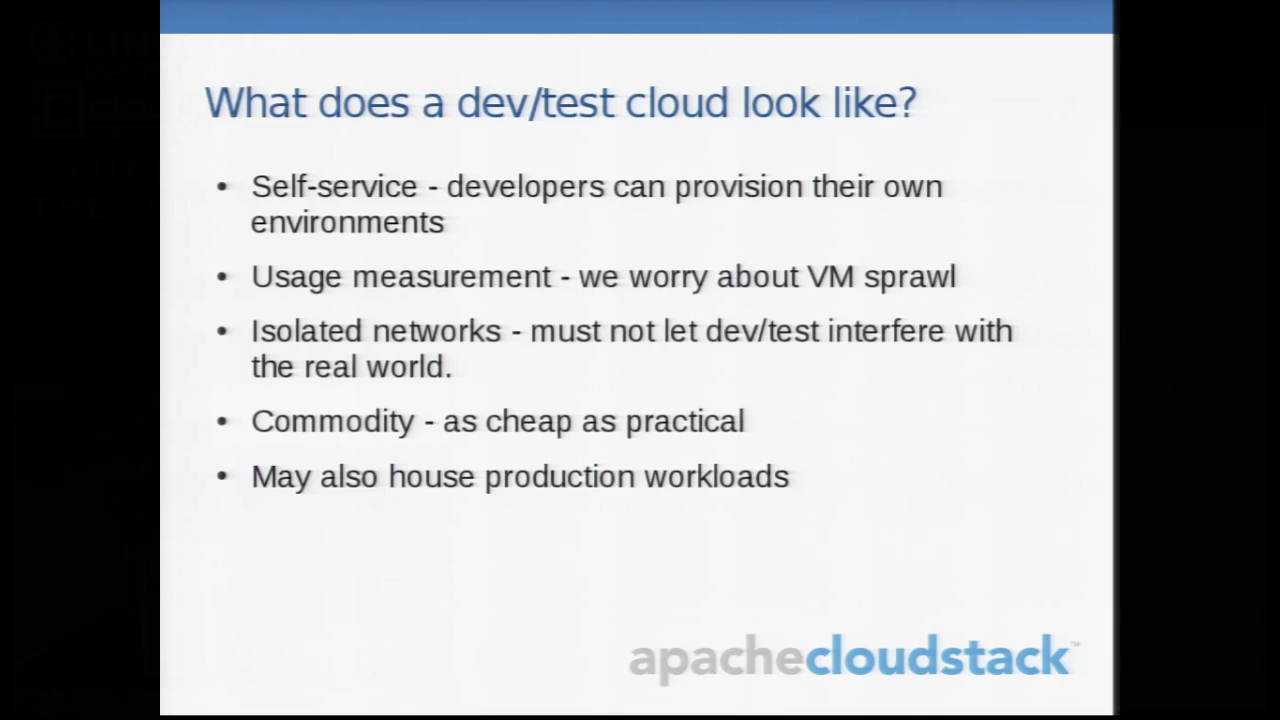 What does a dev/test cloud look like?
• Self-service - developers can provision their own
environments
• Usage measurement - we worry about VM sprawl
• Isolated networks - must not let dev/test interfere with
the real world.
• Commodity - as cheap as practical
• May also house production workloads
apachecloudstack™